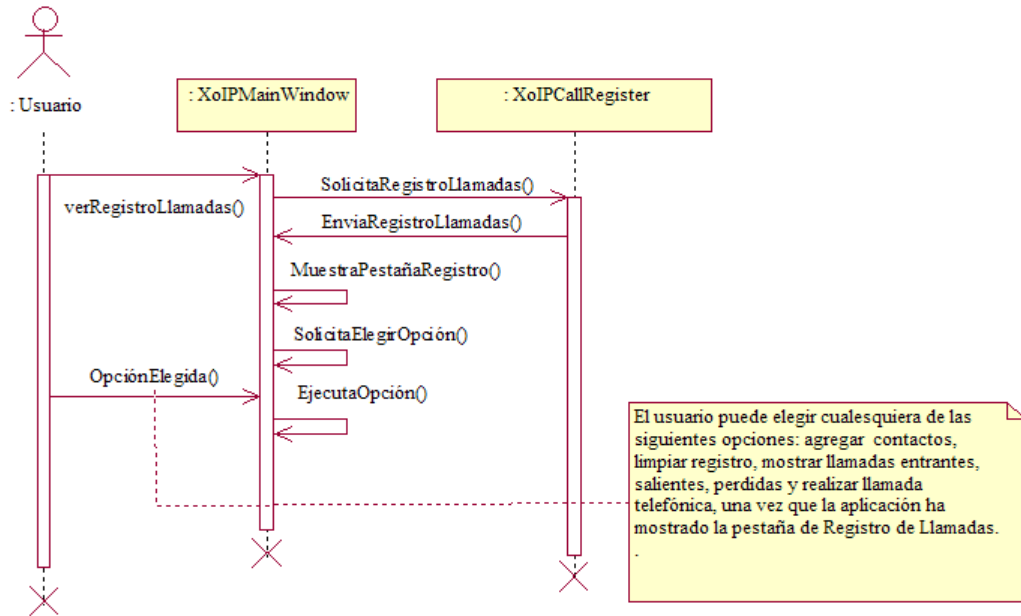 : Usuario
: XoIPMainWindow
: XoIPCallRegister
verRegistroLlamadas()
SolicitaRegistroLlamadas()
EnvíaRegistroLlamadas()
MuestraPestañaRegistro()
SolicitaElegirOpción()
OpciónElegida()
EjecutaOpción()
El usuario puede elegir cualesquiera de las
siguientes opciones: agregar contactos,
limpiar registro, mostrar llamadas entrantes,
salientes, perdidas y realizar llamada
telefónica, una vez que la aplicación ha
mostrado la pestaña de Registro de Llamadas.
.